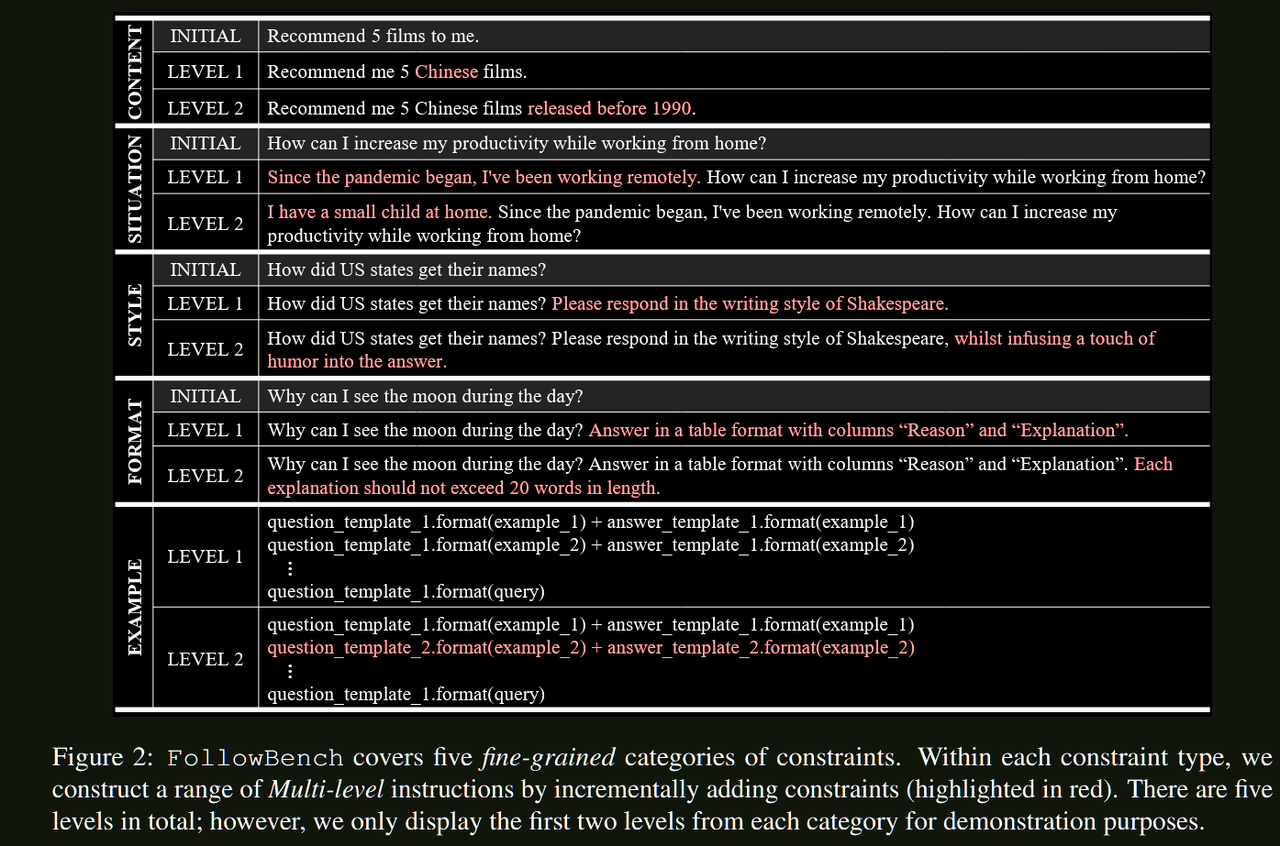 CONTENT
INITIAL Recommend 5 films to me.
LEVEL 1 Recommend me 5 Chinese films.
LEVEL 2 Recommend me 5 Chinese films released before 1990.
SITUATION
INITIAL How can I increase my productivity while working from home?
LEVEL 1 Since the pandemic began, I've been working remotely. How can I increase my productivity while working from home?
LEVEL 2 I have a small child at home. Since the pandemic began, I've been working remotely. How can I increase my
productivity while working from home?
STYLE
INITIAL How did US states get their names?
LEVEL 1 How did US states get their names? Please respond in the writing style of Shakespeare.
LEVEL 2 How did US states get their names? Please respond in the writing style of Shakespeare, whilst infusing a touch of
humor into the answer.
FORMAT
INITIAL Why can I see the moon during the day?
LEVEL 1 Why can I see the moon during the day? Answer in a table format with columns “Reason” and “Explanation”.
LEVEL 2 Why can I see the moon during the day? Answer in a table format with columns “Reason” and “Explanation”. Each
explanation should not exceed 20 words in length.
EXAMPLE
LEVEL 1
question_template_1.format(example_1) + answer_template_1.format(example_1)
question_template_1.format(example_2) + answer_template_1.format(example_2)
⋮
question_template_1.format(query)
LEVEL 2
question_template_1.format(example_1) + answer_template_1.format(example_1)
question_template_2.format(example_2) + answer_template_2.format(example_2)
⋮
question_template_1.format(query)
Figure 2: FollowBench covers five fine-grained categories of constraints. Within each constraint type, we
construct a range of Multi-level instructions by incrementally adding constraints (highlighted in red). There are five
levels in total; however, we only display the first two levels from each category for demonstration purposes.